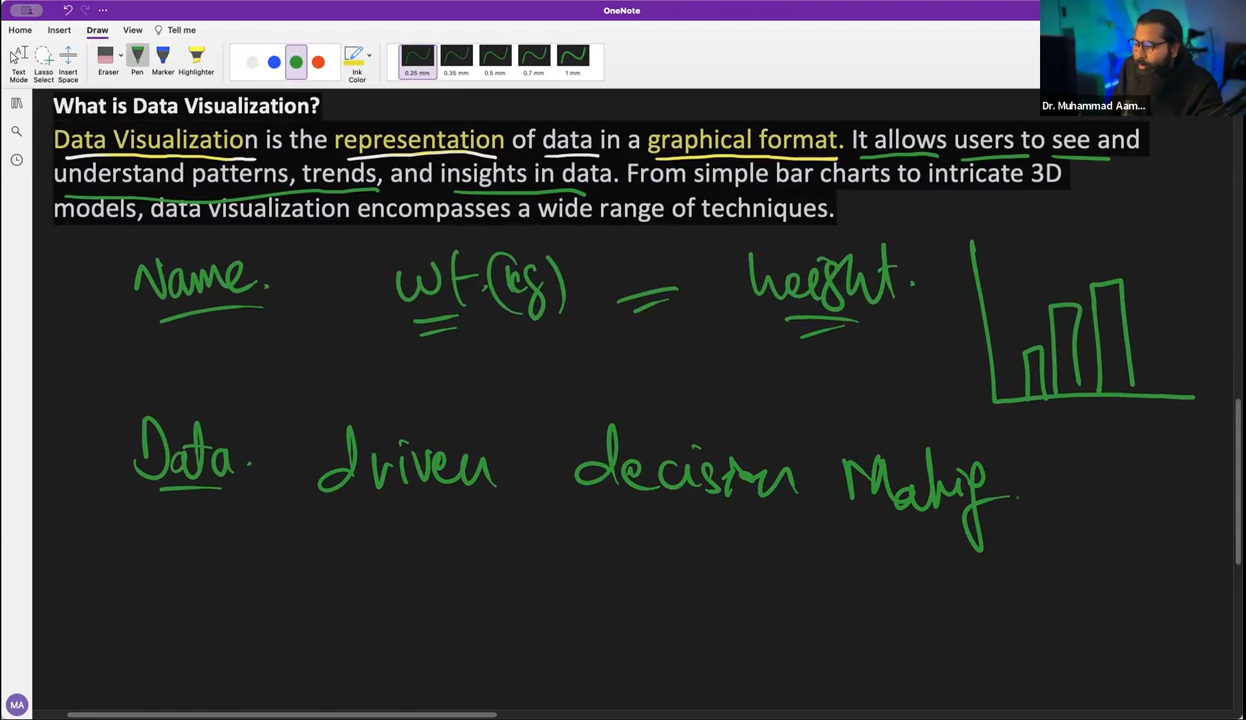 OneNote
Home Insert Draw View Tell me
Text Mode Lasso Select Insert Space Eraser Pen Marker Highlighter Ink Color 0.25 mm 0.35 mm 0.5 mm 0.7 mm 1 mm
Dr. Muhammad Aam...
What is Data Visualization?
Data Visualization is the representation of data in a graphical format. It allows users to see and
understand patterns, trends, and insights in data. From simple bar charts to intricate 3D
models, data visualization encompasses a wide range of techniques.
Name. wt.(kg) height.
Data. driven decision Making.
MA